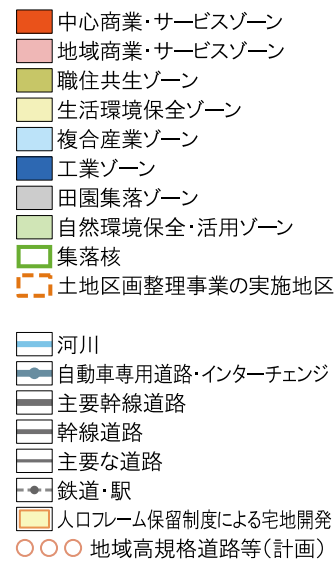 中心商業・サービスゾーン
地域商業・サービスゾーン
職住共生ゾーン
生活環境保全ゾーン
複合産業ゾーン
工業ゾーン
田園集落ゾーン
自然環境保全・活用ゾーン
集落核
土地区画整理事業の実施地区
河川
自動車専用道路・インターチェンジ
主要幹線道路
幹線道路
主要な道路
鉄道・駅
人口フレーム保留制度による宅地開発
地域高規格道路等(計画)